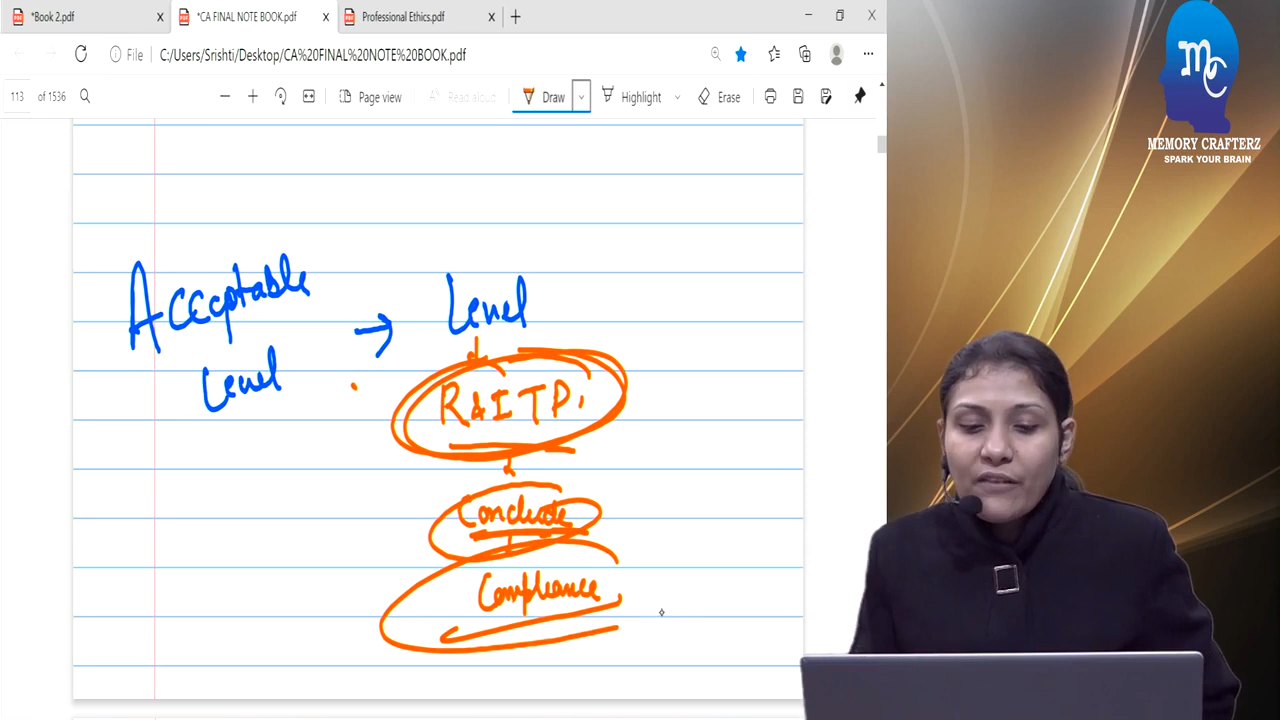 *Book 2.pdf
*CA FINAL NOTE BOOK.pdf
Professional Ethics.pdf
File
C:/Users/Srishti/Desktop/CA%20FINAL%20NOTE%20BOOK.pdf
113 of 1536
Page view
Read aloud
Draw
Highlight
Erase
MC
MEMORY CRAFTERZ
SPARK YOUR BRAIN
Acceptable → Level
Level
R&ITP.
Conclude
Compliance